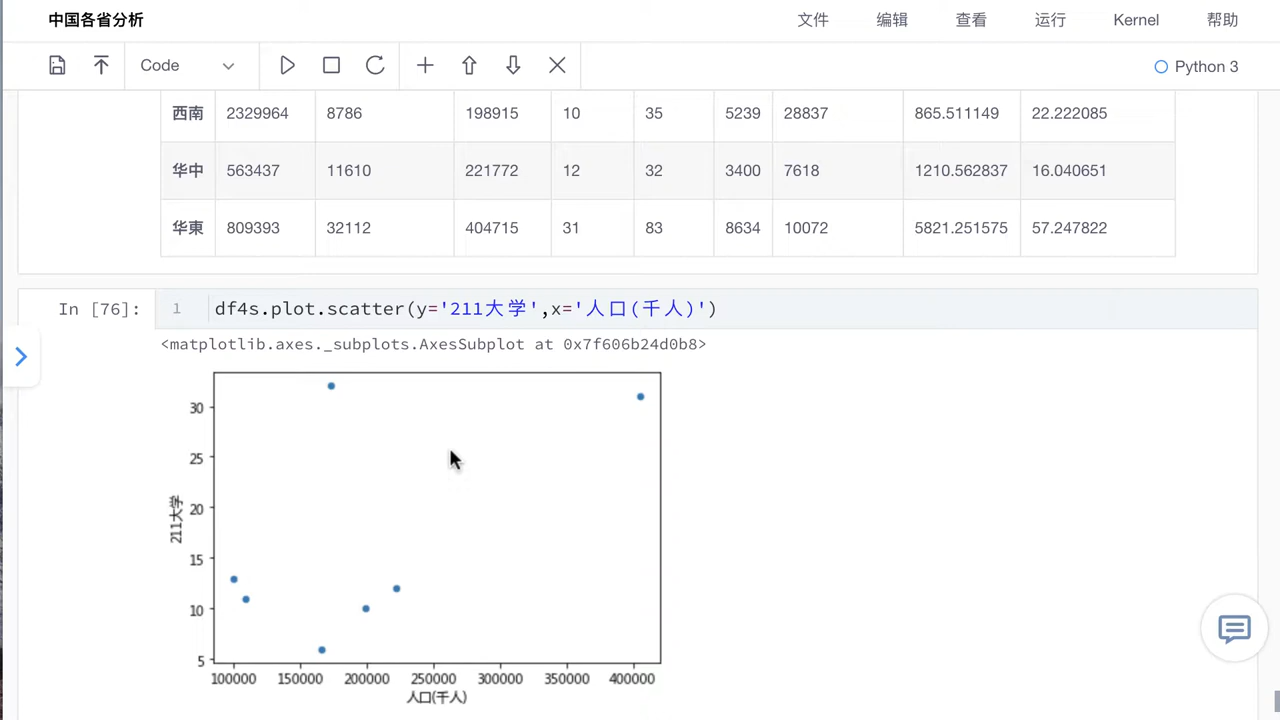 中国各省分析 文件 编辑 查看 运行 Kernel 帮助
Code Python 3
西南 2329964 8786 198915 10 35 5239 28837 865.511149 22.222085
华中 563437 11610 221772 12 32 3400 7618 1210.562837 16.040651
华東 809393 32112 404715 31 83 8634 10072 5821.251575 57.247822
In [76]: 1 df4s.plot.scatter(y='211大学',x='人口(千人)')
<matplotlib.axes._subplots.AxesSubplot at 0x7f606b24d0b8>
30
25
20
15
10
5
211大学
100000 150000 200000 250000 300000 350000 400000
人口(千人)